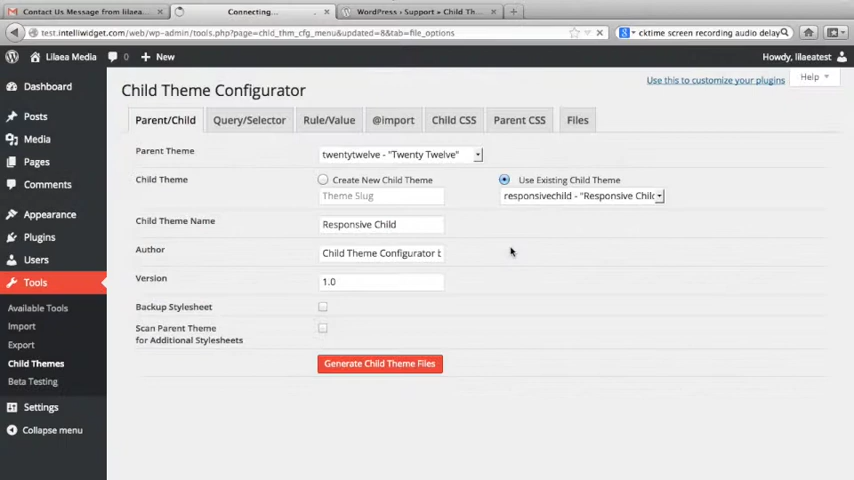 Contact Us Message from lilaea...
Connecting...
WordPress › Support » Child Th...
test.intelliwidget.com/web/wp-admin/tools.php?page=chld_thm_cfg_menu&updated=8&tab=file_options
cktime screen recording audio delay
0
New
Howdy, lilaeatest
Lilaea Media
Use this to customize your plugins
Help
Child Theme Configurator
Parent/Child
Query/Selector
Rule/Value
@import
Child CSS
Parent CSS
Files
Dashboard
Posts
Media
Pages
Comments
Appearance
Plugins
Users
Tools
Available Tools
Import
Export
Child Themes
Beta Testing
Settings
Collapse menu
Parent Theme
twentytwelve - "Twenty Twelve"
Child Theme
Create New Child Theme
Use Existing Child Theme
Theme Slug
responsivechild - "Responsive Chilc
Child Theme Name
Responsive Child
Author
Child Theme Configurator b
Version
1.0
Backup Stylesheet
Scan Parent Theme
for Additional Stylesheets
Generate Child Theme Files